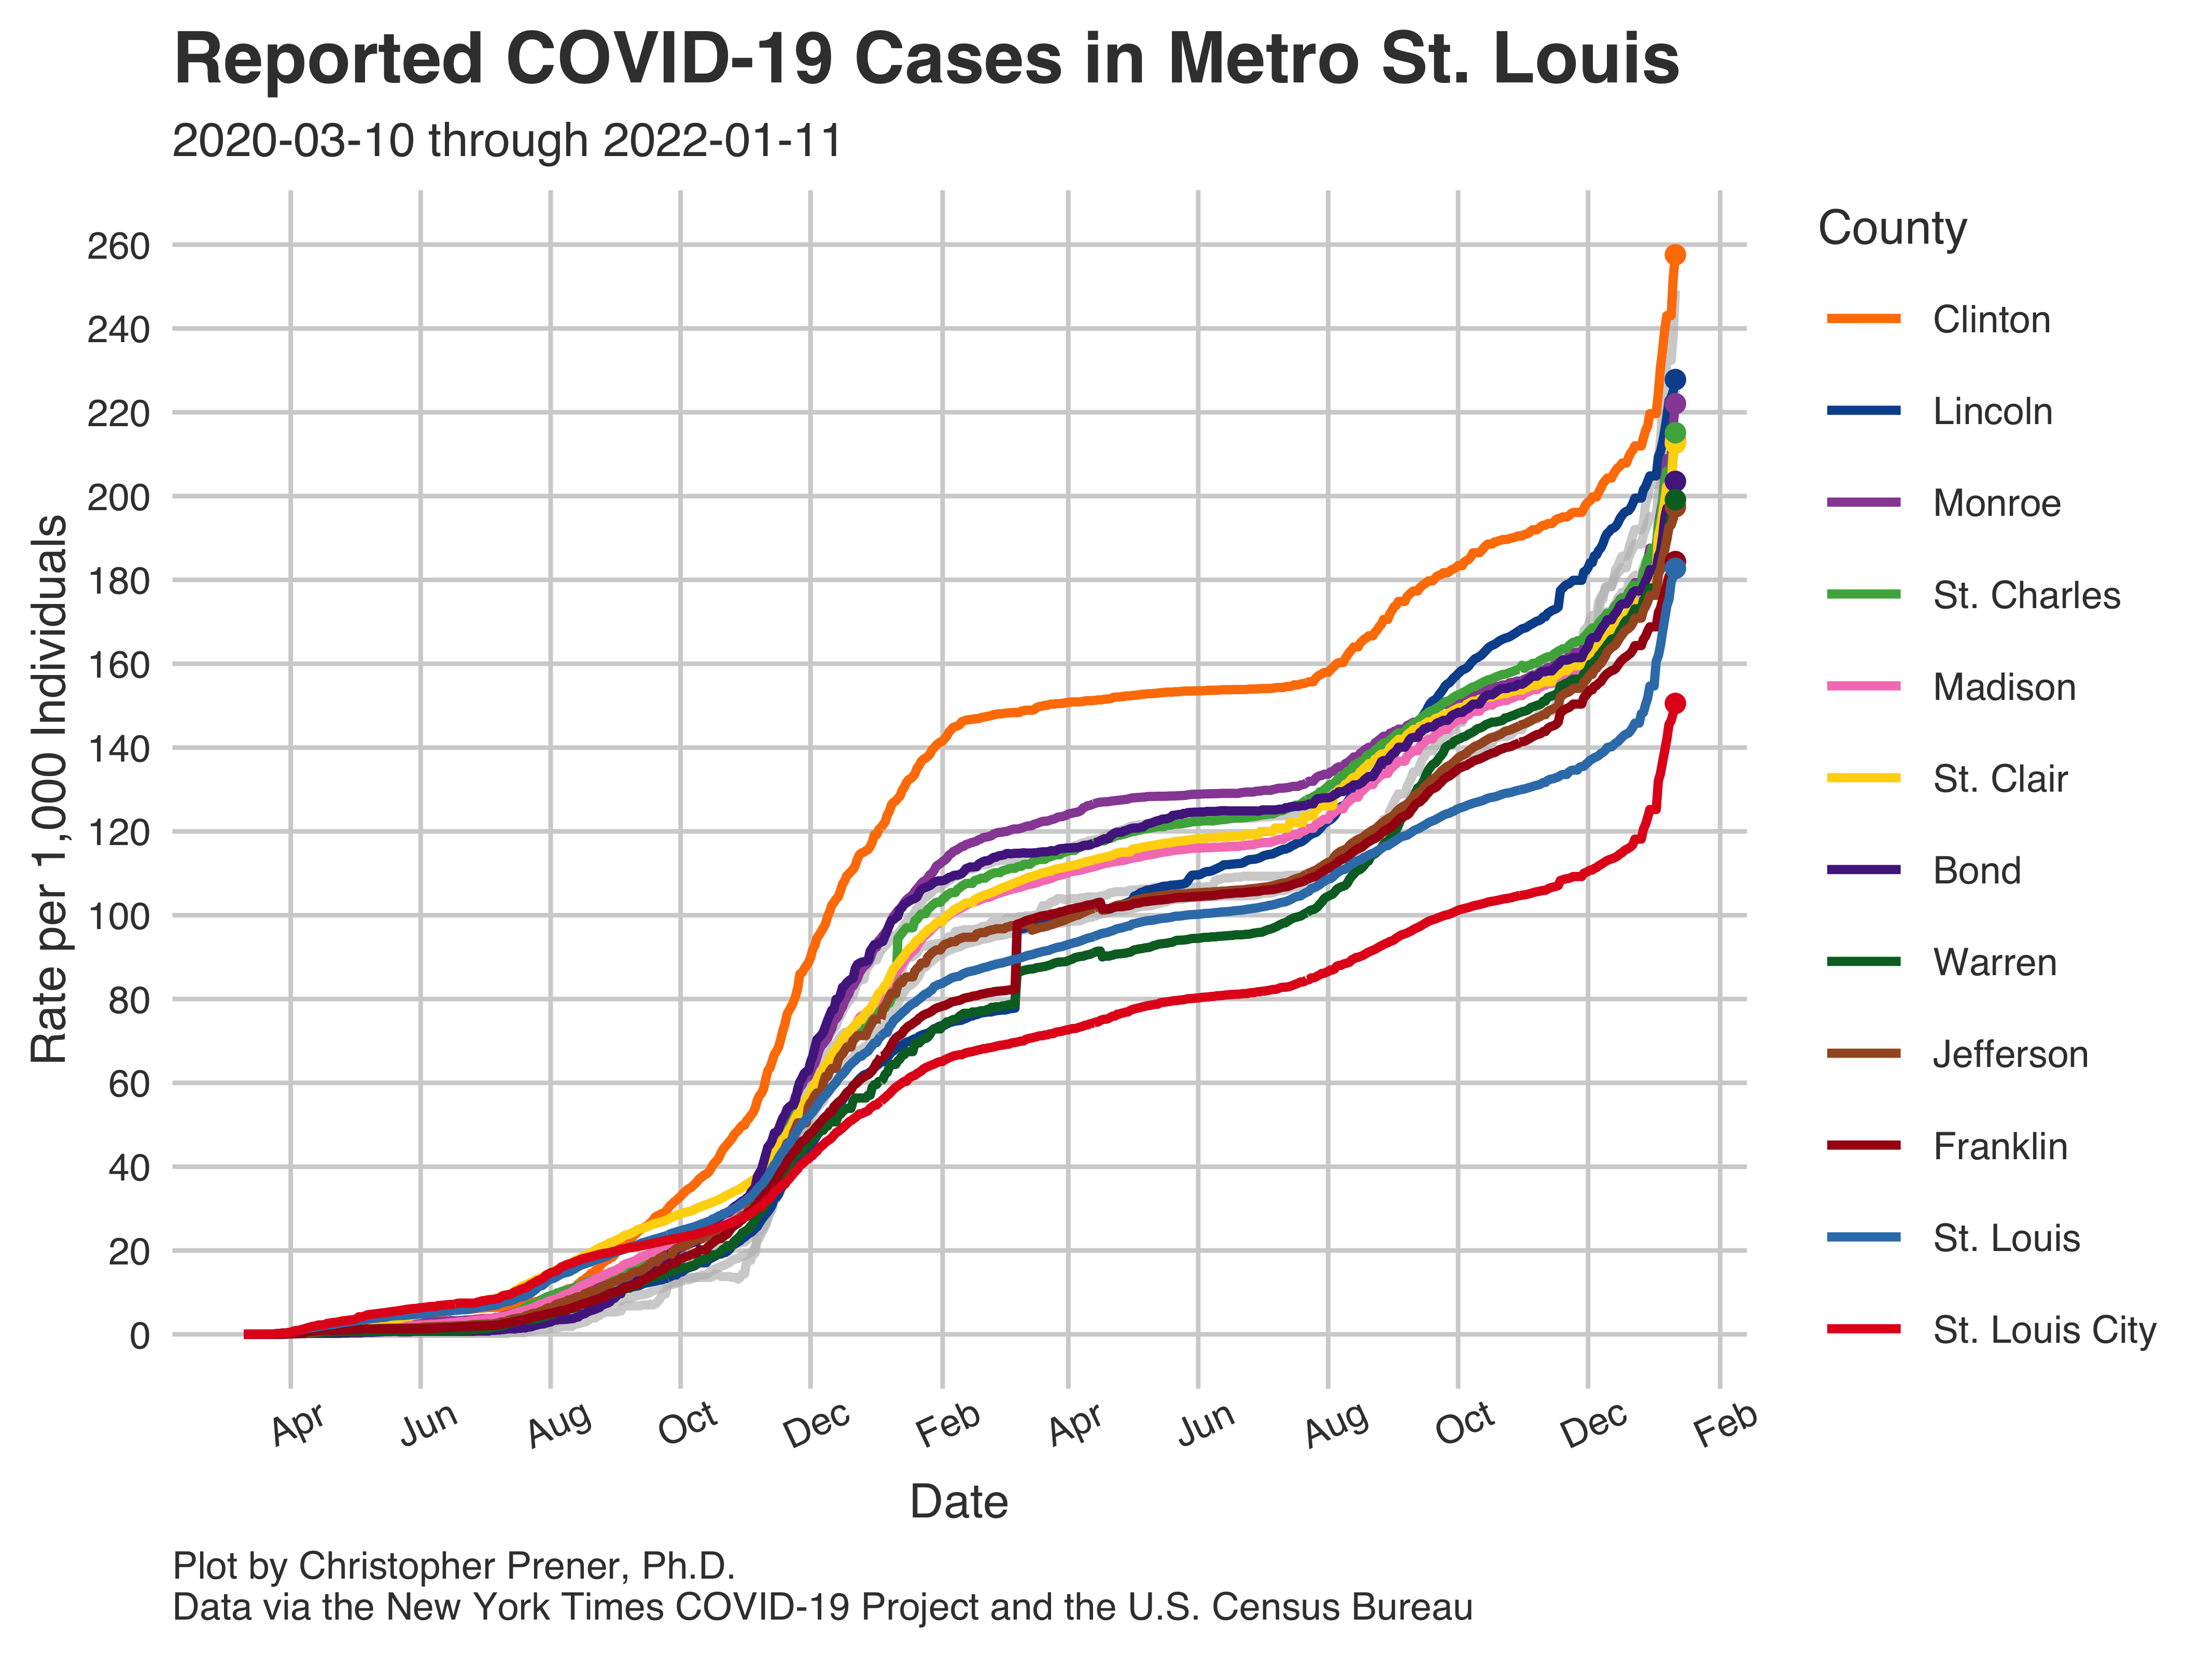 Reported COVID-19 Cases in Metro St. Louis
2020-03-10 through 2022-01-11
Rate per 1,000 Individuals
260
240
220
200
180
160
140
120
100
80
60
40
20
0
Apr
Jun
Aug
Oct
Dec
Feb
Apr
Jun
Aug
Oct
Dec
Feb
Date
County
Clinton
Lincoln
Monroe
St. Charles
Madison
St. Clair
Bond
Warren
Jefferson
Franklin
St. Louis
St. Louis City
Plot by Christopher Prener, Ph.D.
Data via the New York Times COVID-19 Project and the U.S. Census Bureau